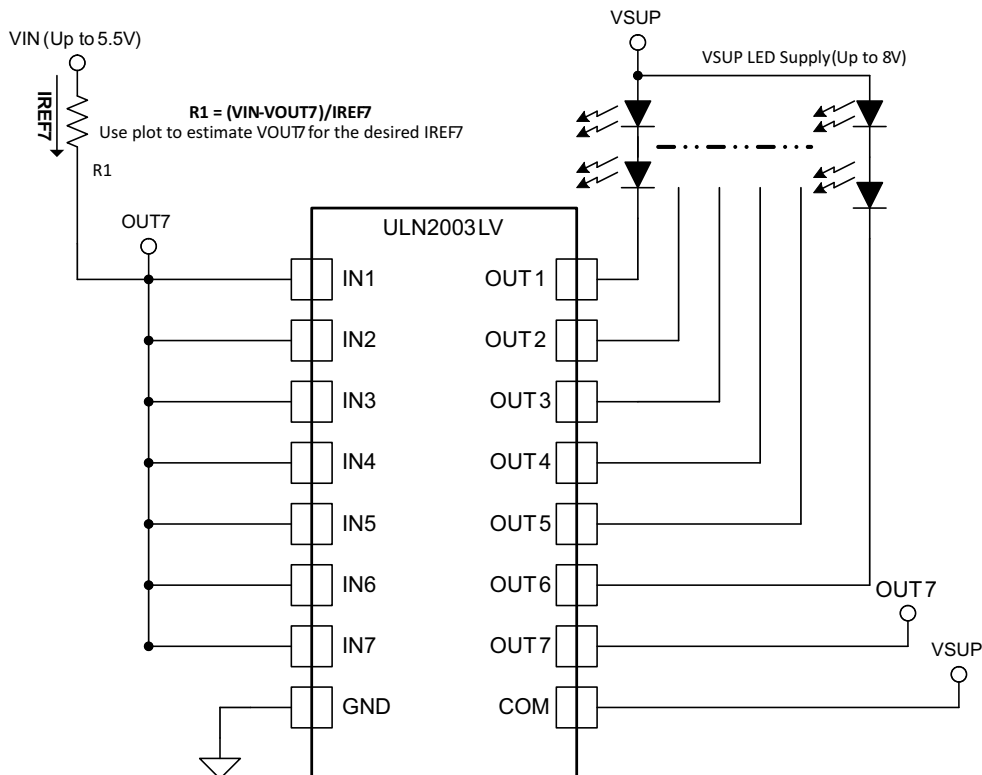 VSUP
VIN (Up to 5.5V)
VSUP LED Supply(Up to 8V)
IREF7
R1 = (VIN-VOUT7)/IREF7
Use plot to estimate VOUT7 for the desired IREF7
R1
OUT7
ULN2003LV
IN1
OUT1
IN2
OUT2
IN3
OUT3
IN4
OUT4
IN5
OUT5
IN6
OUT6
OUT7
IN7
OUT7
VSUP
GND
COM